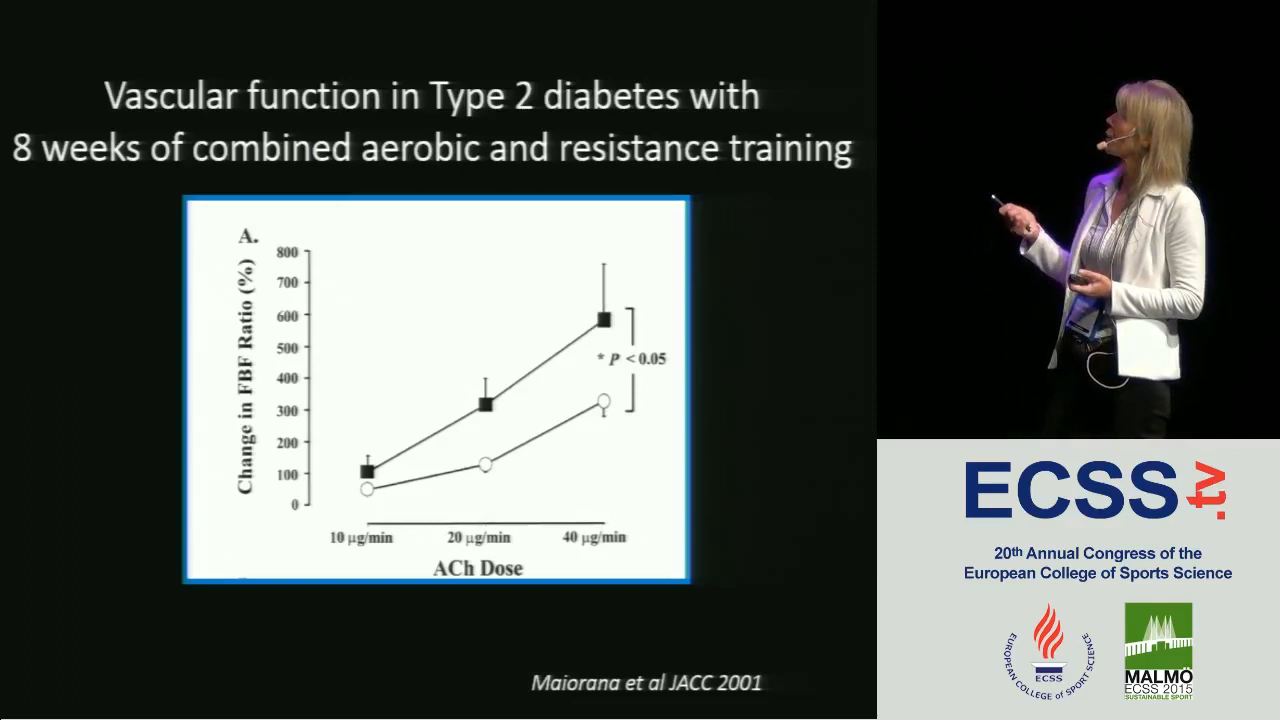 Vascular function in Type 2 diabetes with
8 weeks of combined aerobic and resistance training
A.
Change in FBF Ratio (%)
800
700
600
500
400
300
200
100
0
* P < 0.05
10 µg/min 20 µg/min 40 µg/min
ACh Dose
Maiorana et al JACC 2001
ECSS.tv
20th Annual Congress of the
European College of Sports Science
EUROPEAN COLLEGE OF SPORT SCIENCE
ECSS
MALMÖ
ECSS 2015
SUSTAINABLE SPORT